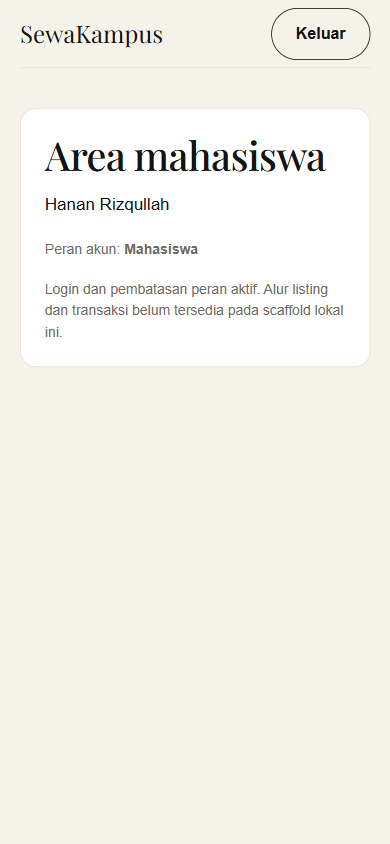 SewaKampus
Keluar
Area mahasiswa
Hanan Rizqullah
Peran akun: Mahasiswa
Login dan pembatasan peran aktif. Alur listing
dan transaksi belum tersedia pada scaffold lokal
ini.